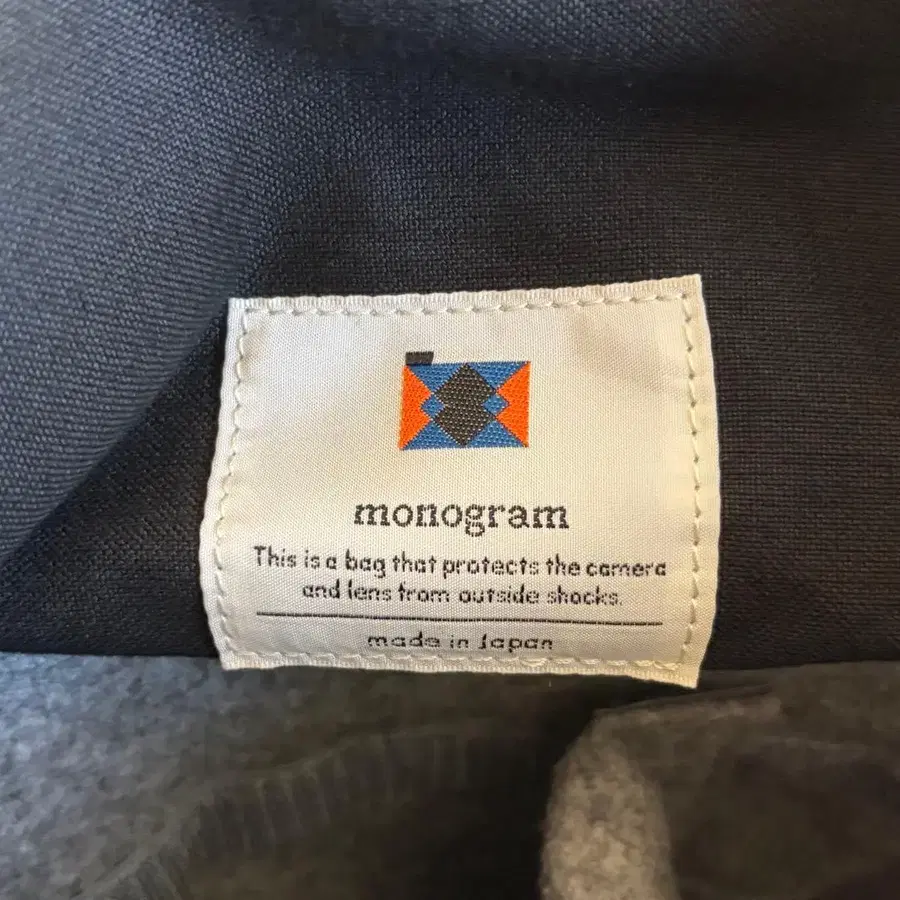 monogram
This is a bag that protects the camera
and lens from outside shocks.
made in Japan